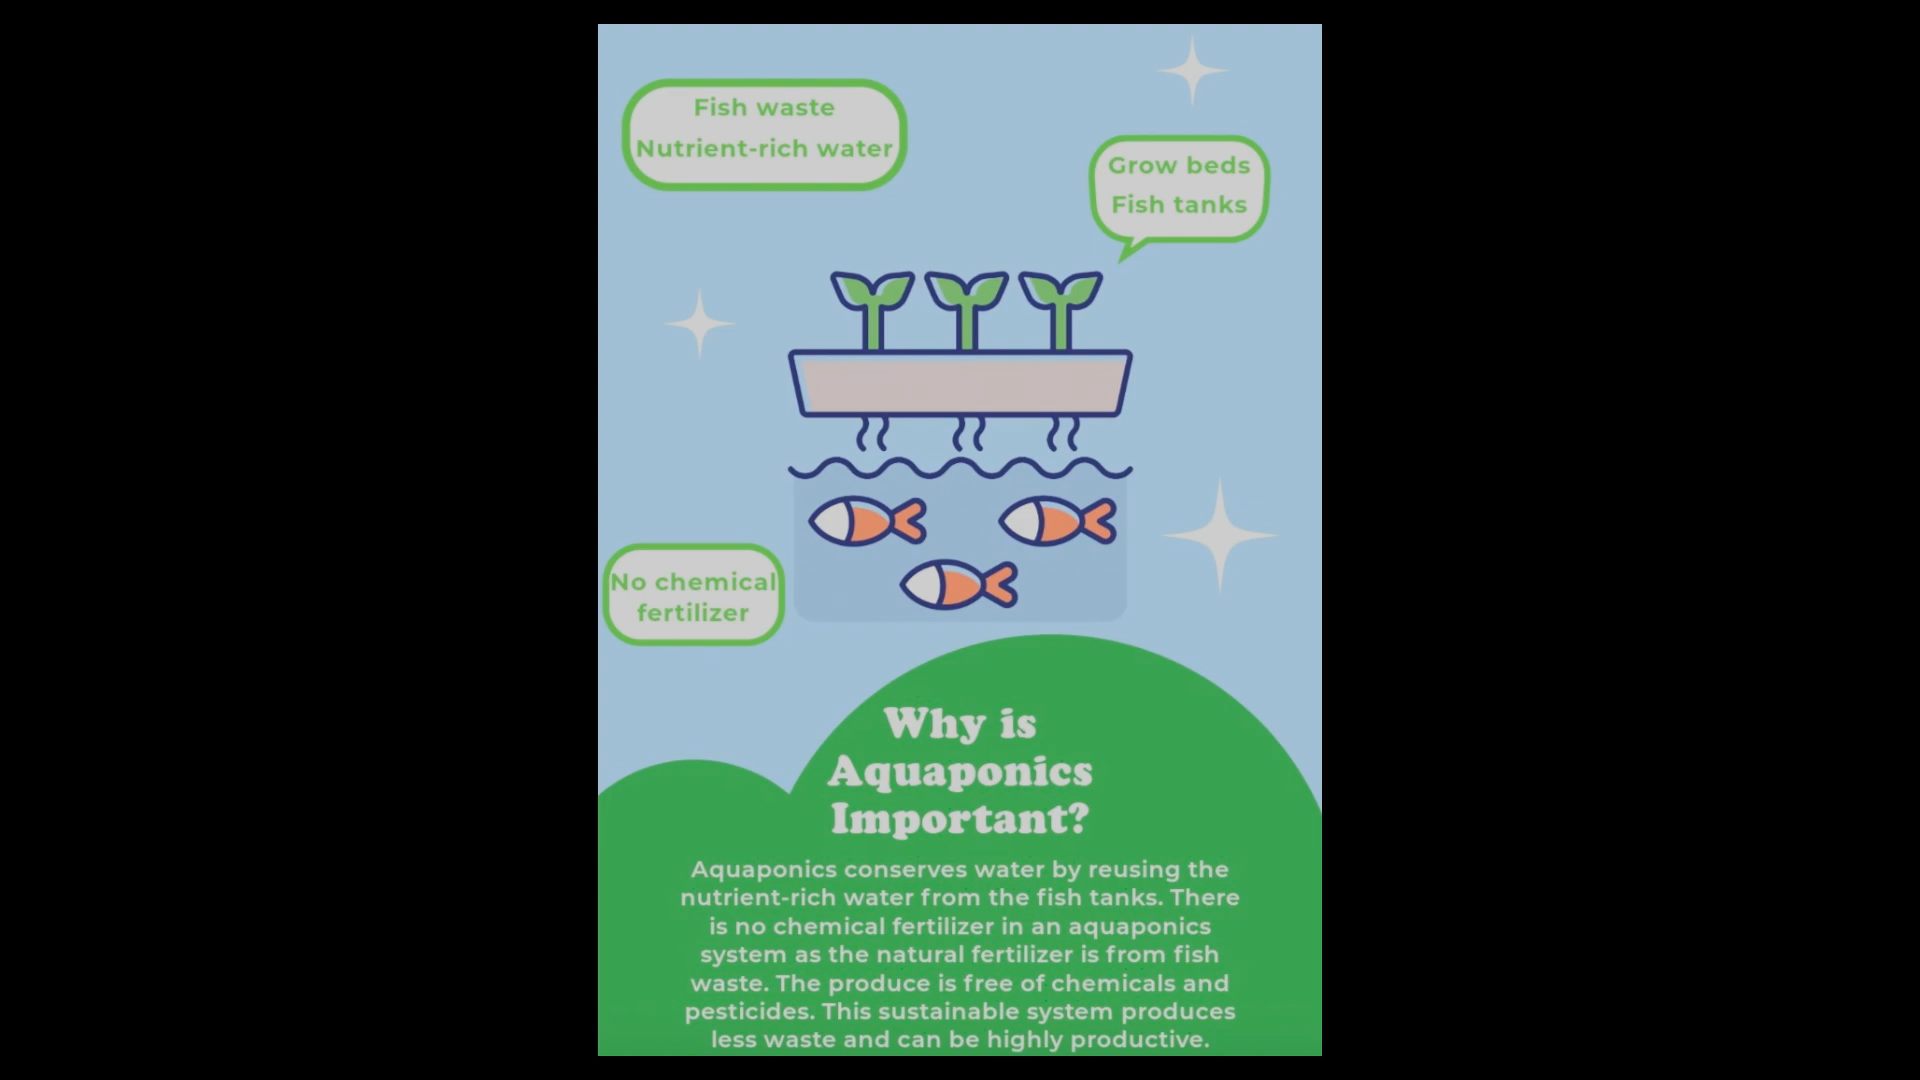 Fish waste
Nutrient-rich water
Grow beds
Fish tanks
No chemical
fertilizer
Why is
Aquaponics
Important?
Aquaponics conserves water by reusing the
nutrient-rich water from the fish tanks. There
is no chemical fertilizer in an aquaponics
system as the natural fertilizer is from fish
waste. The produce is free of chemicals and
pesticides. This sustainable system produces
less waste and can be highly productive.